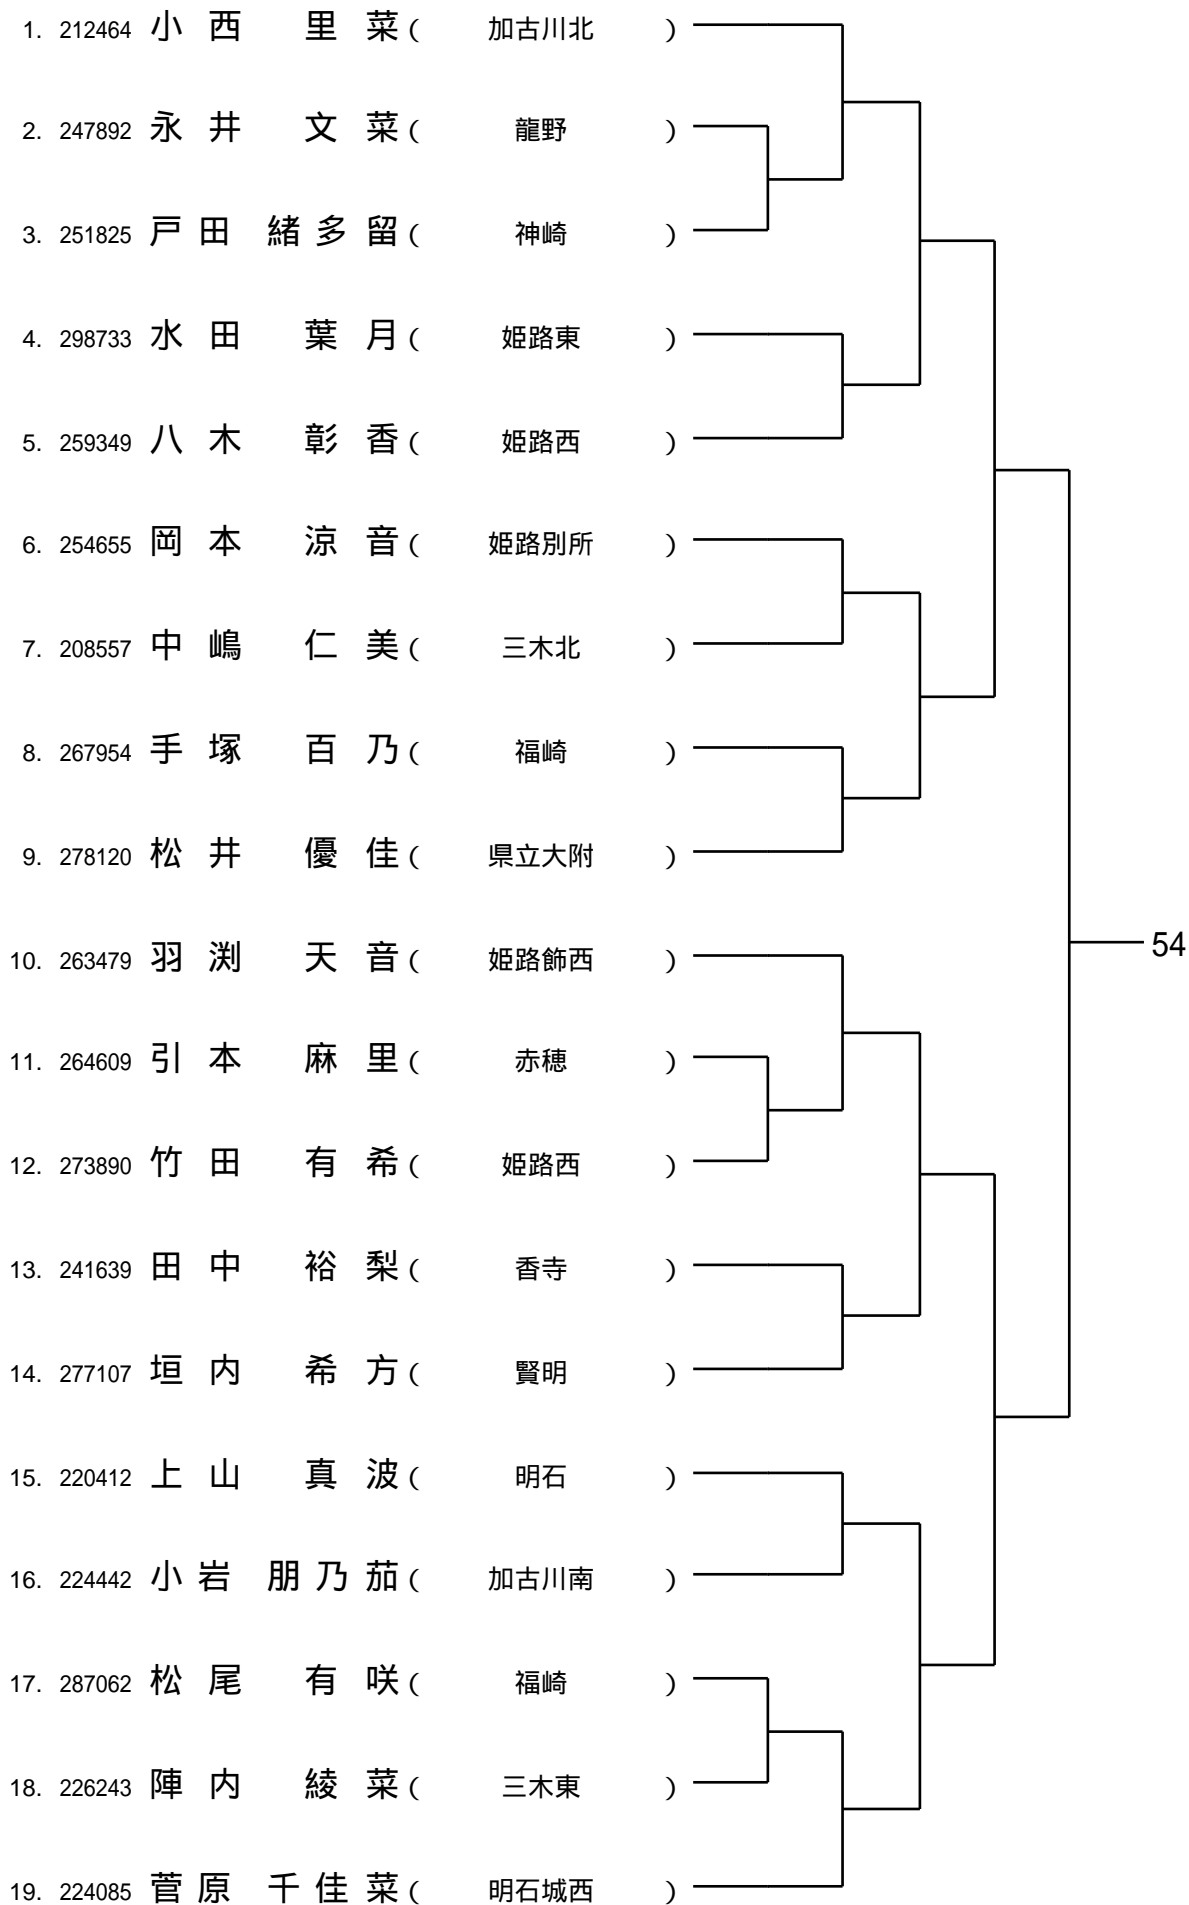 1. 212464 小西 里菜 ( 加古川北 )
2. 247892 永井 文菜 ( 龍野 )
3. 251825 戸田 緒多留 ( 神崎 )
4. 298733 水田 葉月 ( 姫路東 )
5. 259349 八木 彰香 ( 姫路西 )
6. 254655 岡本 涼音 ( 姫路別所 )
7. 208557 中嶋 仁美 ( 三木北 )
8. 267954 手塚 百乃 ( 福崎 )
9. 278120 松井 優佳 ( 県立大附 )
54
10. 263479 羽渕 天音 ( 姫路飾西 )
11. 264609 引本 麻里 ( 赤穂 )
12. 273890 竹田 有希 ( 姫路西 )
13. 241639 田中 裕梨 ( 香寺 )
14. 277107 垣内 希方 ( 賢明 )
15. 220412 上山 真波 ( 明石 )
16. 224442 小岩 朋乃茄 ( 加古川南 )
17. 287062 松尾 有咲 ( 福崎 )
18. 226243 陣内 綾菜 ( 三木東 )
19. 224085 菅原 千佳菜 ( 明石城西 )